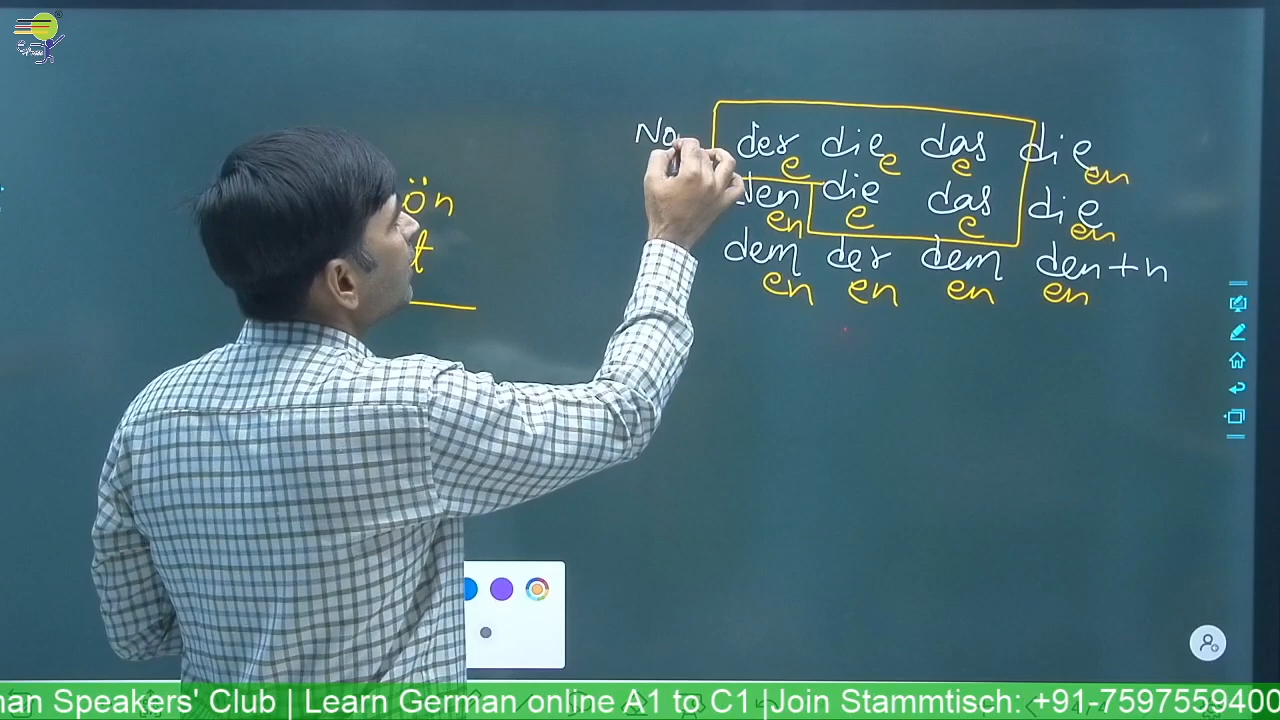 No
der die das die
e e e en
den die das die
en e e en
dem der dem den+n
en en en en
ön
t
man Speakers' Club | Learn German online A1 to C1 |Join Stammtisch: +91-7597559400